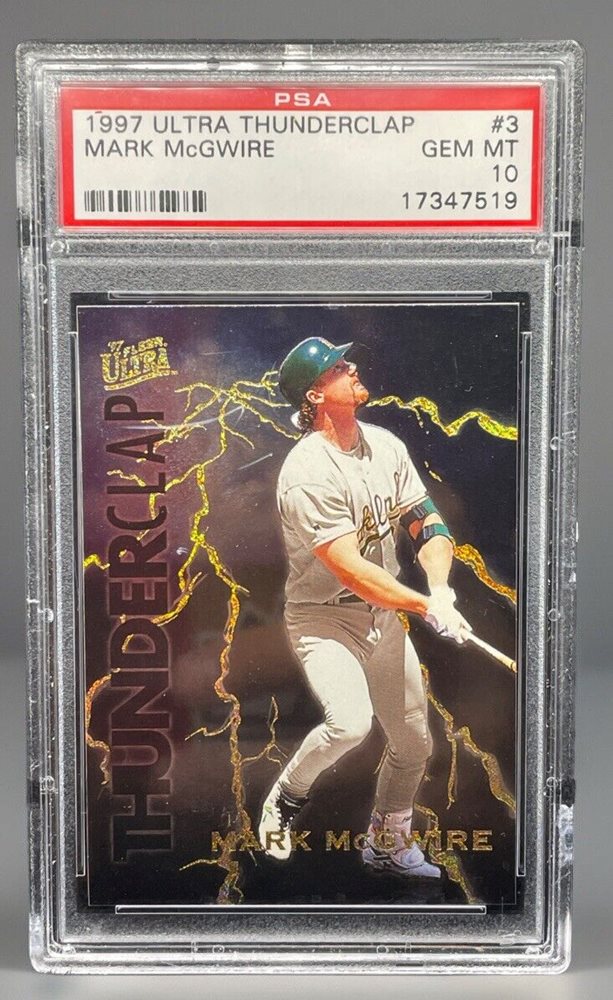 PSA
1997 ULTRA THUNDERCLAP #3
MARK McGWIRE GEM MT
10
17347519
'97 FLEER
ULTRA
THUNDERCLAP
MARK McGWIRE